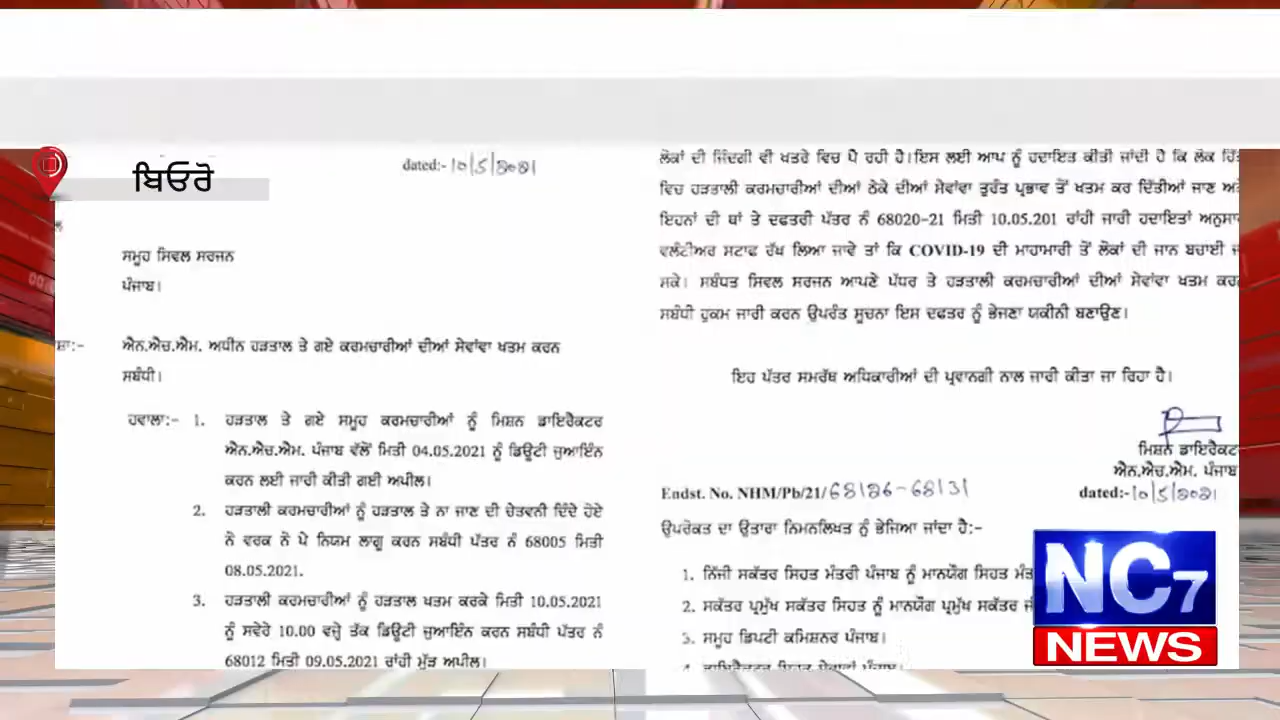 ਬਿਓਰੋ
dated:- 10/5/2021
ਸਮੂਹ ਸਿਵਲ ਸਰਜਨ
ਪੰਜਾਬ।
ਐਨ.ਐਚ.ਐਮ. ਅਧੀਨ ਹੜਤਾਲ ਤੇ ਗਏ ਕਰਮਚਾਰੀਆਂ ਦੀਆਂ ਸੇਵਾਂਵਾ ਖਤਮ ਕਰਨ
ਸਬੰਧੀ।
ਹਵਾਲਾ:- 1. ਹੜਤਾਲ ਤੇ ਗਏ ਸਮੂਹ ਕਰਮਚਾਰੀਆਂ ਨੂੰ ਮਿਸ਼ਨ ਡਾਇਰੈਕਟਰ
ਐਨ.ਐਚ.ਐਮ. ਪੰਜਾਬ ਵੱਲੋਂ ਮਿਤੀ 04.05.2021 ਨੂੰ ਡਿਊਟੀ ਜੁਆਇੰਨ
ਕਰਨ ਲਈ ਜਾਰੀ ਕੀਤੀ ਗਈ ਅਪੀਲ।
2. ਹੜਤਾਲੀ ਕਰਮਚਾਰੀਆਂ ਨੂੰ ਹੜਤਾਲ ਤੇ ਨਾ ਜਾਣ ਦੀ ਚੇਤਵਨੀ ਦਿੰਦੇ ਹੋਏ
ਨੋ ਵਰਕ ਨੋ ਪੇ ਨਿਯਮ ਲਾਗੂ ਕਰਨ ਸਬੰਧੀ ਪੱਤਰ ਨੰ 68005 ਮਿਤੀ
08.05.2021.
3. ਹੜਤਾਲੀ ਕਰਮਚਾਰੀਆਂ ਨੂੰ ਹੜਤਾਲ ਖਤਮ ਕਰਕੇ ਮਿਤੀ 10.05.2021
ਨੂੰ ਸਵੇਰੇ 10.00 ਵਜ੍ਹੇ ਤੱਕ ਡਿਊਟੀ ਜੁਆਇੰਨ ਕਰਨ ਸਬੰਧੀ ਪੱਤਰ ਨੰ
68012 ਮਿਤੀ 09.05.2021 ਰਾਂਹੀ ਮੁੱੜ ਅਪੀਲ।
ਲੋਕਾਂ ਦੀ ਜਿੰਦਗੀ ਵੀ ਖਤਰੇ ਵਿਚ ਪੈ ਰਹੀ ਹੈ।ਇਸ ਲਈ ਆਪ ਨੂੰ ਹਦਾਇਤ ਕੀਤੀ ਜਾਂਦੀ ਹੈ ਕਿ ਲੋਕ ਹਿੱਤ
ਵਿਚ ਹੜਤਾਲੀ ਕਰਮਚਾਰੀਆਂ ਦੀਆਂ ਠੇਕੇ ਦੀਆਂ ਸੇਵਾਂਵਾ ਤੁਰੰਤ ਪ੍ਰਭਾਵ ਤੋਂ ਖਤਮ ਕਰ ਦਿੱਤੀਆਂ ਜਾਣ ਅਤੇ
ਇਹਨਾਂ ਦੀ ਥਾਂ ਤੇ ਦਫਤਰੀ ਪੱਤਰ ਨੰ 68020-21 ਮਿਤੀ 10.05.201 ਰਾਂਹੀ ਜਾਰੀ ਹਦਾਇਤਾਂ ਅਨੁਸਾਰ
ਵਲੰਟੀਅਰ ਸਟਾਫ ਰੱਖ ਲਿਆ ਜਾਵੇ ਤਾਂ ਕਿ COVID-19 ਦੀ ਮਾਹਾਮਾਰੀ ਤੋਂ ਲੋਕਾਂ ਦੀ ਜਾਨ ਬਚਾਈ ਜਾ
ਸਕੇ। ਸਬੰਧਤ ਸਿਵਲ ਸਰਜਨ ਆਪਣੇ ਪੱਧਰ ਤੇ ਹੜਤਾਲੀ ਕਰਮਚਾਰੀਆਂ ਦੀਆਂ ਸੇਵਾਂਵਾ ਖਤਮ ਕਰਨ
ਸਬੰਧੀ ਹੁਕਮ ਜਾਰੀ ਕਰਨ ਉਪਰੰਤ ਸੂਚਨਾ ਇਸ ਦਫਤਰ ਨੂੰ ਭੇਜਣਾ ਯਕੀਨੀ ਬਣਾਉਣ।
ਇਹ ਪੱਤਰ ਸਮਰੱਥ ਅਧਿਕਾਰੀਆਂ ਦੀ ਪ੍ਰਵਾਨਗੀ ਨਾਲ ਜਾਰੀ ਕੀਤਾ ਜਾ ਰਿਹਾ ਹੈ।
ਮਿਸ਼ਨ ਡਾਇਰੈਕਟਰ
ਐਨ.ਐਚ.ਐਮ. ਪੰਜਾਬ
Endst. No. NHM/Pb/21/68126-68131 dated:-10/5/2021
ਉਪਰੋਕਤ ਦਾ ਉਤਾਰਾ ਨਿਮਨਲਿਖਤ ਨੂੰ ਭੇਜਿਆ ਜਾਂਦਾ ਹੈ:-
1. ਨਿੱਜੀ ਸਕੱਤਰ ਸਿਹਤ ਮੰਤਰੀ ਪੰਜਾਬ ਨੂੰ ਮਾਨਯੋਗ ਸਿਹਤ
2. ਸਕੱਤਰ ਪ੍ਰਮੁੱਖ ਸਕੱਤਰ ਸਿਹਤ ਨੂੰ ਮਾਨਯੋਗ ਪ੍ਰਮੁੱਖ ਸਕੱਤਰ
3. ਸਮੂਹ ਡਿਪਟੀ ਕਮਿਸ਼ਨਰ ਪੰਜਾਬ।
NC7
NEWS